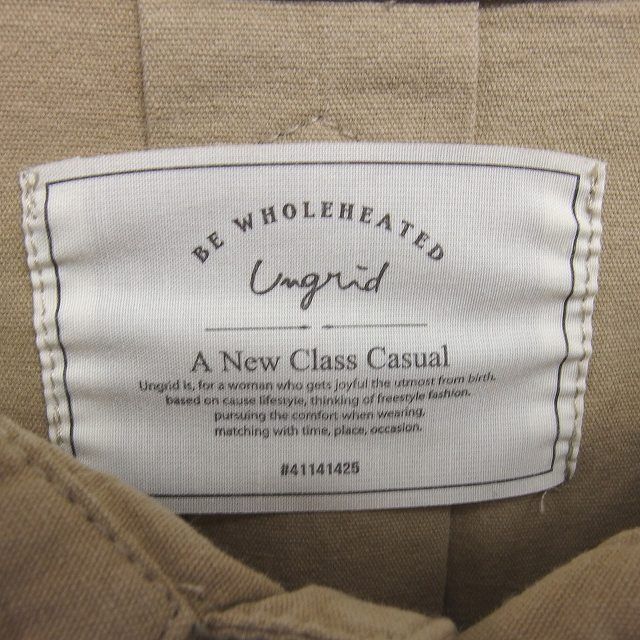 BE WHOLEHEATED
Ungrid
A New Class Casual
Ungrid is, for a woman who gets joyful the utmost from birth.
based on cause lifestyle, thinking of freestyle fashion.
pursuing the comfort when wearing,
matching with time, place, occasion.
#41141425